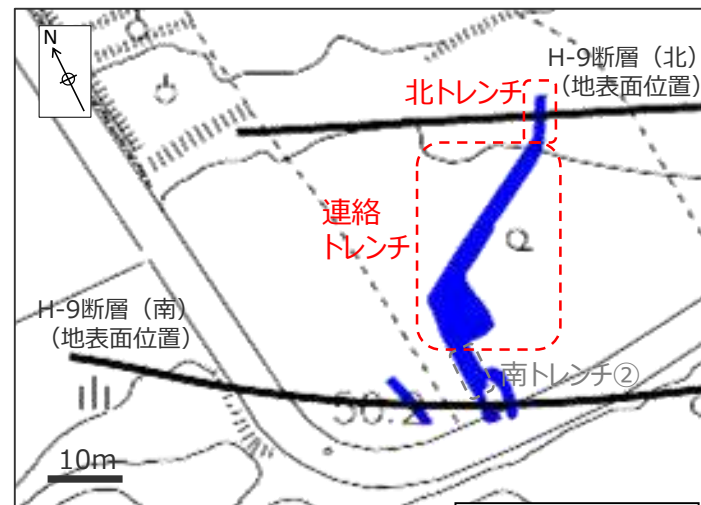 N
H-9断層（北）
（地表面位置）
北トレンチ
連絡
トレンチ
H-9断層（南）
（地表面位置）
南トレンチ②
50.2
10m